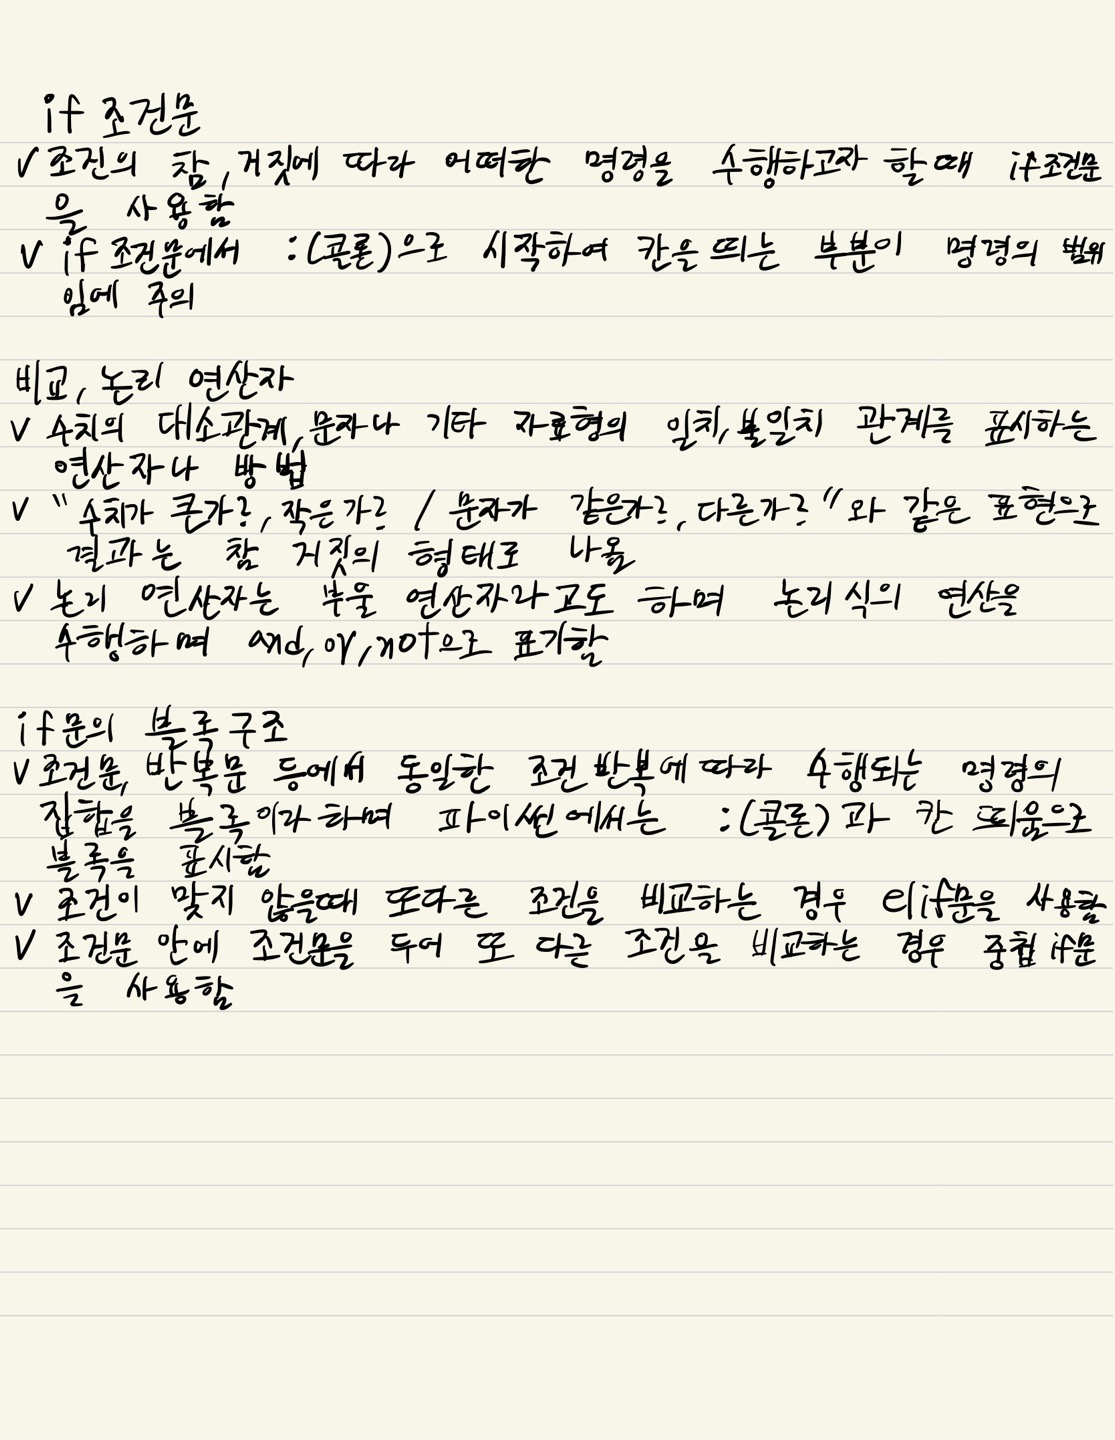 if 조건문
✓ 조건의 참, 거짓에 따라 어떠한 명령을 수행하고자 할 때 if 조건문
을 사용함
✓ if 조건문에서 :(콜론)으로 시작하여 칸을 띄는 부분이 명령의 범위
임에 주의
비교, 논리 연산자
✓ 수치의 대소관계, 문자나 기타 자료형의 일치, 불일치 관계를 표시하는
연산자나 방법
✓ "수치가 큰가?, 작은가? / 문자가 같은가?, 다른가?"와 같은 표현으로
결과는 참 거짓의 형태로 나옴
✓ 논리 연산자는 부울 연산자라고도 하며 논리식의 연산을
수행하며 and, or, not으로 표기함
if문의 블록 구조
✓ 조건문, 반복문 등에서 동일한 조건 반복에 따라 수행되는 명령의
집합을 블록이라 하며 파이썬에서는 :(콜론)과 칸 띄움으로
블록을 표시함
✓ 조건이 맞지 않을때 또다른 조건을 비교하는 경우 elif문을 사용함
✓ 조건문 안에 조건문을 두어 또 다른 조건을 비교하는 경우 중첩 if문
을 사용함